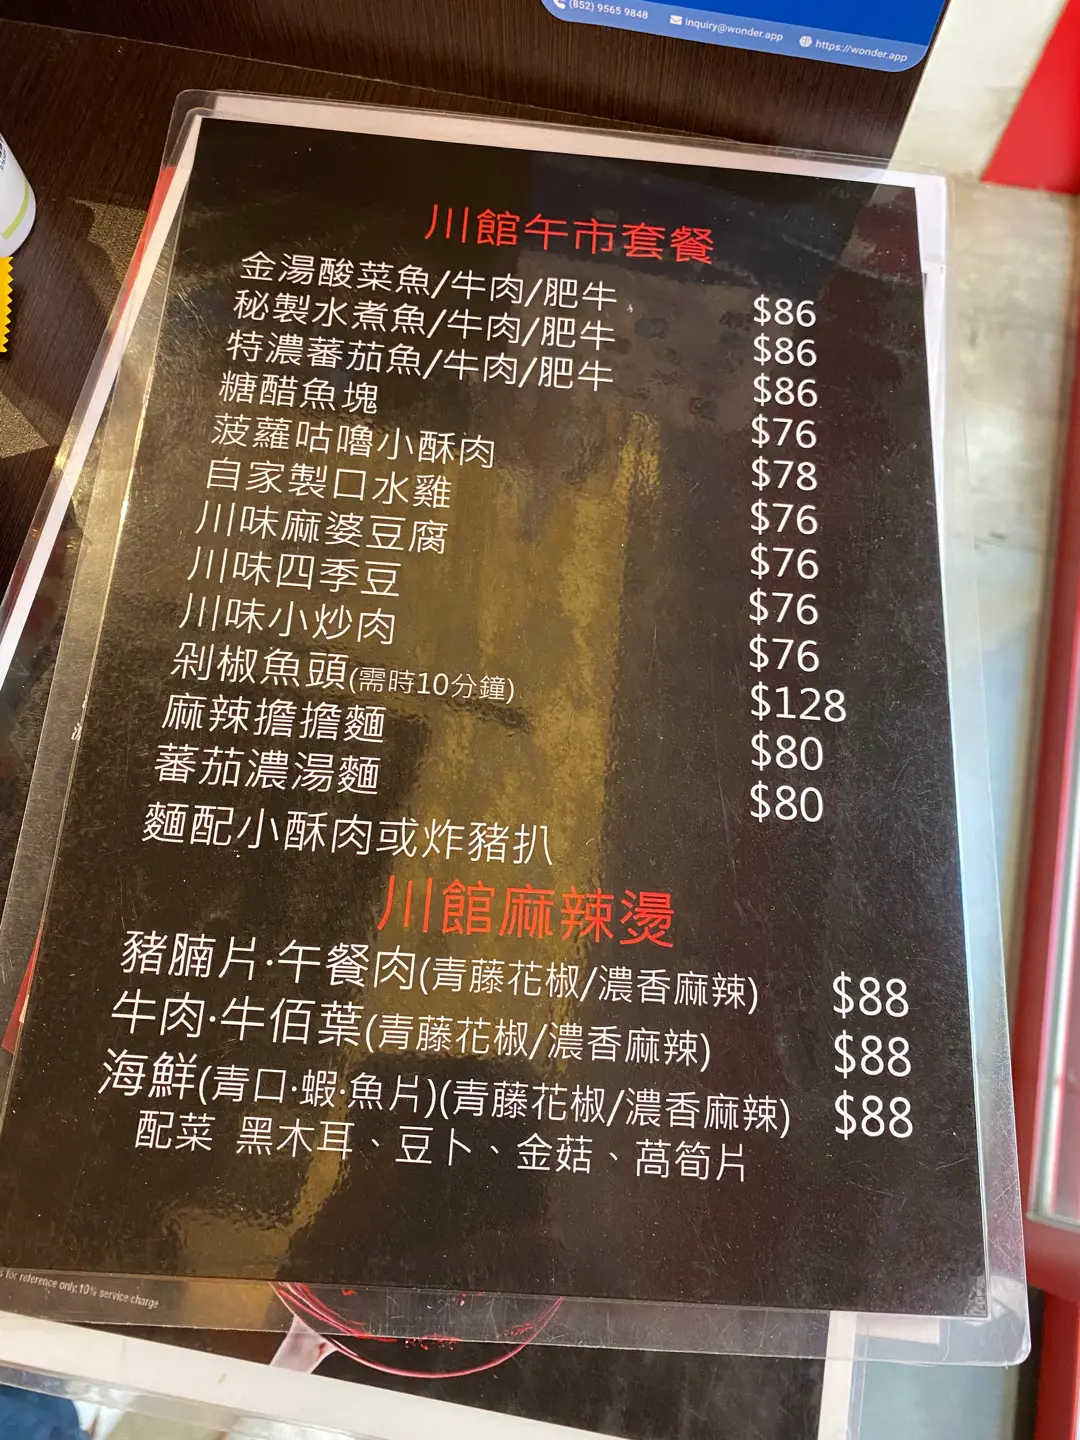 (852) 9565 9848 inquiry@wonder.app https://wonder.app
川館午市套餐
金湯酸菜魚/牛肉/肥牛 $86
秘製水煮魚/牛肉/肥牛 $86
特濃蕃茄魚/牛肉/肥牛 $86
糖醋魚塊 $76
菠蘿咕嚕小酥肉 $78
自家製口水雞 $76
川味麻婆豆腐 $76
川味四季豆 $76
川味小炒肉 $76
剁椒魚頭(需時10分鐘) $128
麻辣擔擔麵 $80
蕃茄濃湯麵 $80
麵配小酥肉或炸豬扒
川館麻辣燙
豬腩片·午餐肉(青藤花椒/濃香麻辣) $88
牛肉·牛佰葉(青藤花椒/濃香麻辣) $88
海鮮(青口·蝦·魚片)(青藤花椒/濃香麻辣) $88
配菜 黑木耳、豆卜、金菇、萵筍片
for reference only;10% service charge